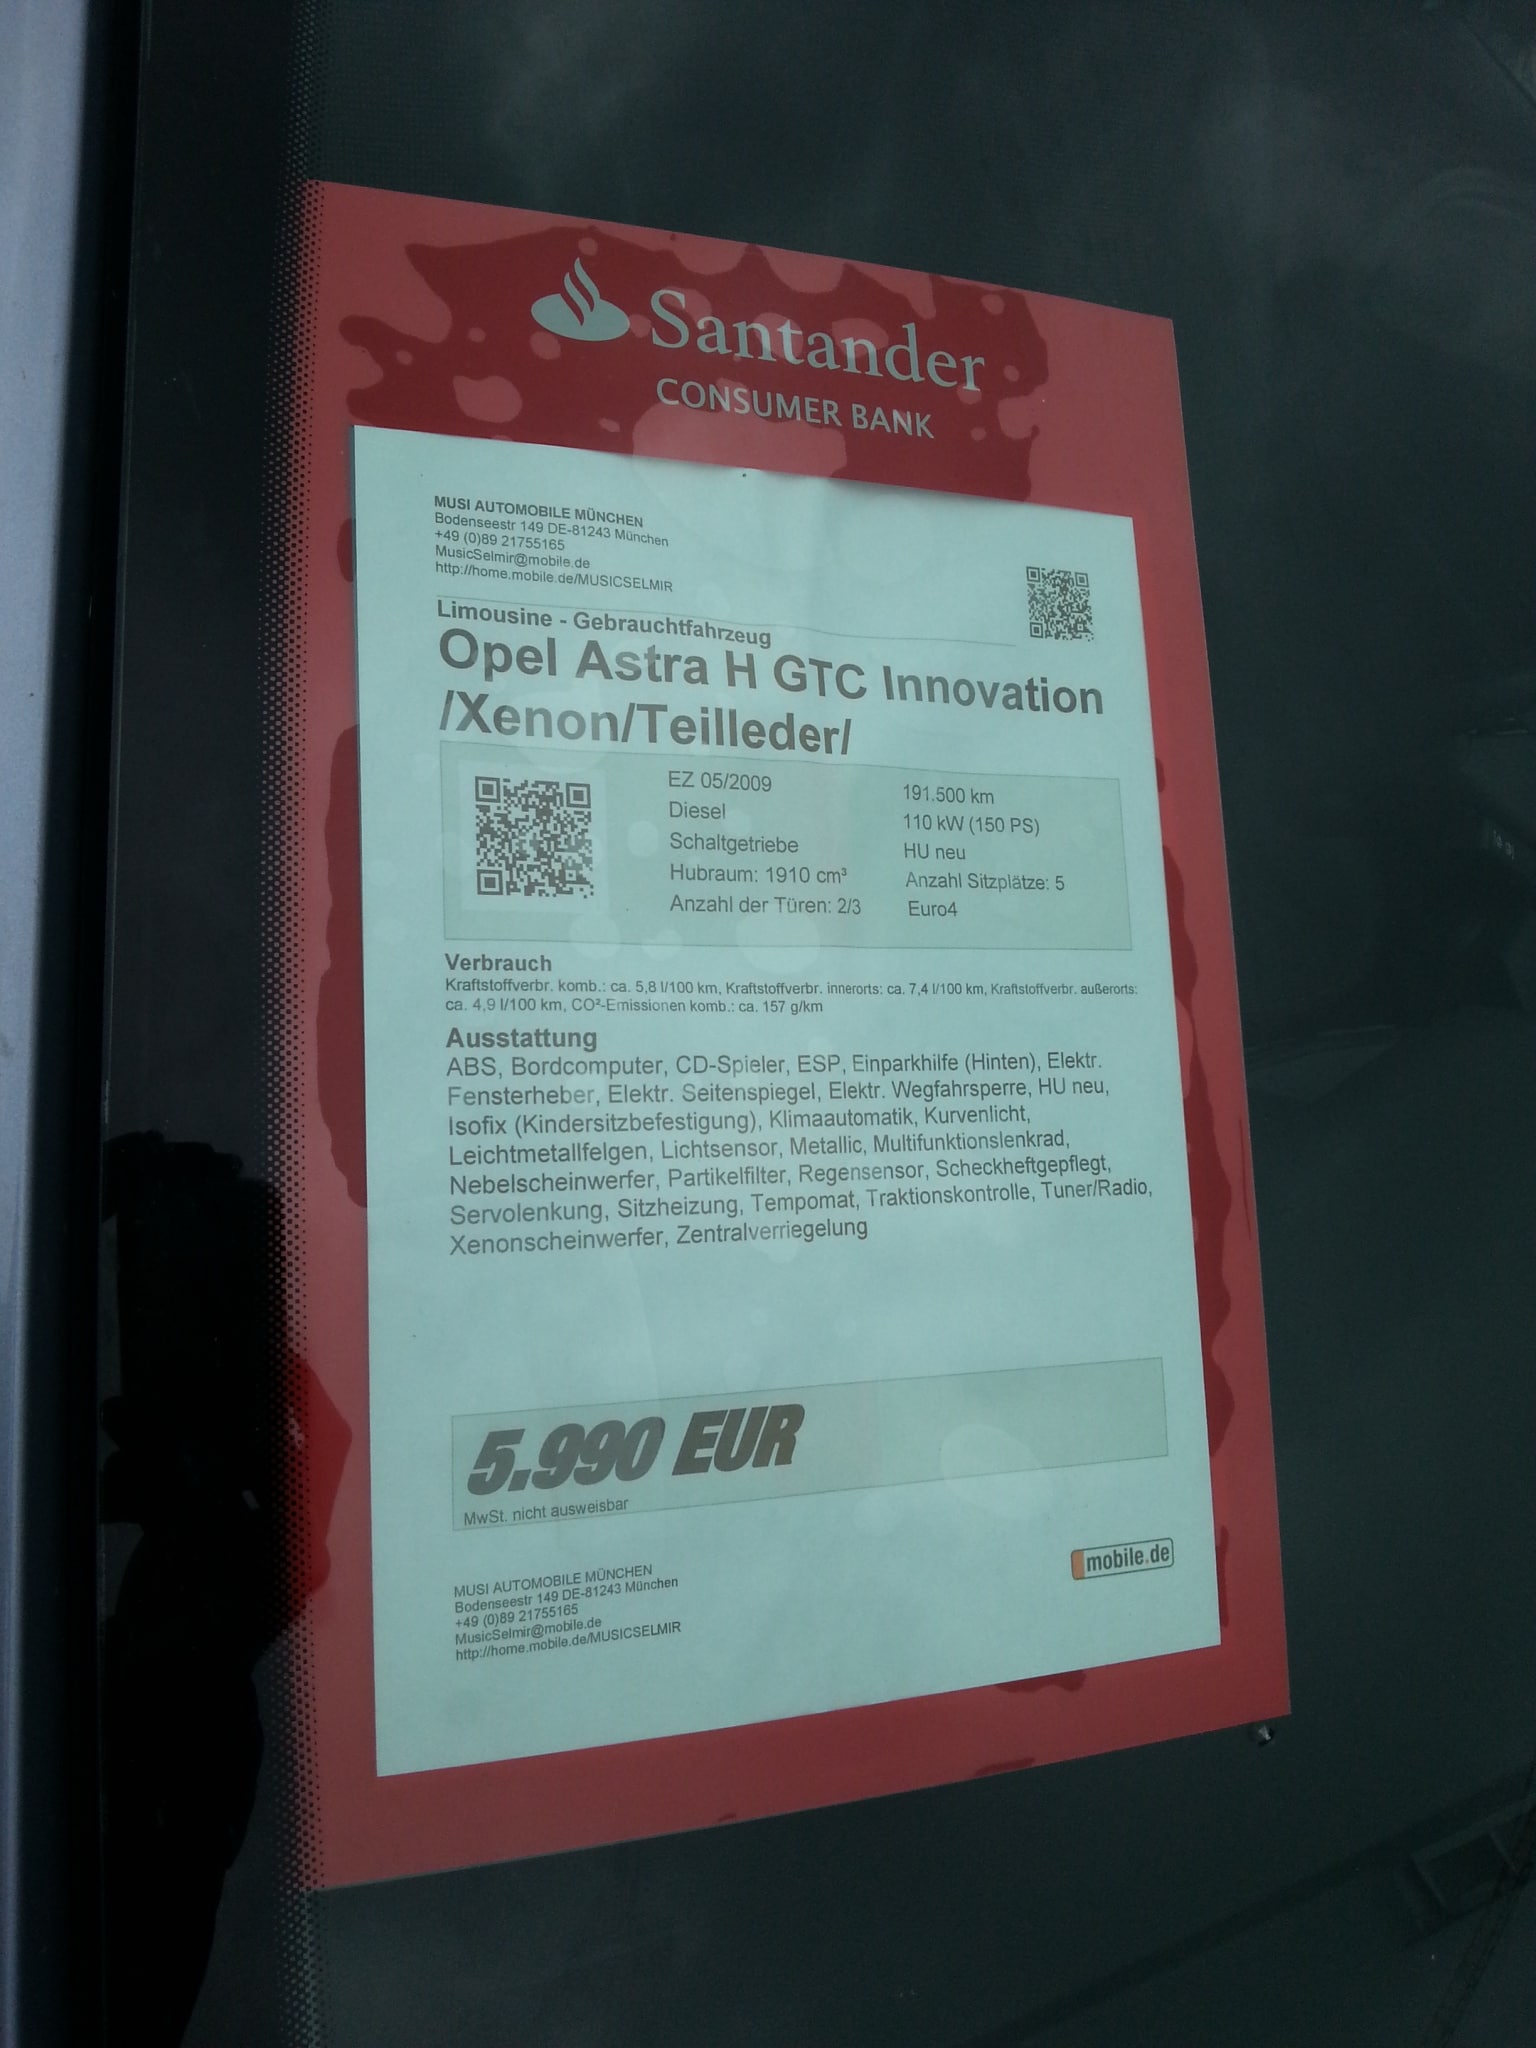 Santander
CONSUMER BANK
MUSI AUTOMOBILE MÜNCHEN
Bodenseestr 149 DE-81243 München
+49 (0)89 21755165
MusicSelmir@mobile.de
http://home.mobile.de/MUSICSELMIR
Limousine - Gebrauchtfahrzeug
Opel Astra H GTC Innovation
/Xenon/Teilleder/
EZ 05/2009 191.500 km
Diesel 110 kW (150 PS)
Schaltgetriebe HU neu
Hubraum: 1910 cm³ Anzahl Sitzplätze: 5
Anzahl der Türen: 2/3 Euro4
Verbrauch
Kraftstoffverbr. komb.: ca. 5,8 l/100 km, Kraftstoffverbr. innerorts: ca. 7,4 l/100 km, Kraftstoffverbr. außerorts:
ca. 4,9 l/100 km, CO²-Emissionen komb.: ca. 157 g/km
Ausstattung
ABS, Bordcomputer, CD-Spieler, ESP, Einparkhilfe (Hinten), Elektr.
Fensterheber, Elektr. Seitenspiegel, Elektr. Wegfahrsperre, HU neu,
Isofix (Kindersitzbefestigung), Klimaautomatik, Kurvenlicht,
Leichtmetallfelgen, Lichtsensor, Metallic, Multifunktionslenkrad,
Nebelscheinwerfer, Partikelfilter, Regensensor, Scheckheftgepflegt,
Servolenkung, Sitzheizung, Tempomat, Traktionskontrolle, Tuner/Radio,
Xenonscheinwerfer, Zentralverriegelung
5.990 EUR
MwSt. nicht ausweisbar
mobile.de
MUSI AUTOMOBILE MÜNCHEN
Bodenseestr 149 DE-81243 München
+49 (0)89 21755165
MusicSelmir@mobile.de
http://home.mobile.de/MUSICSELMIR